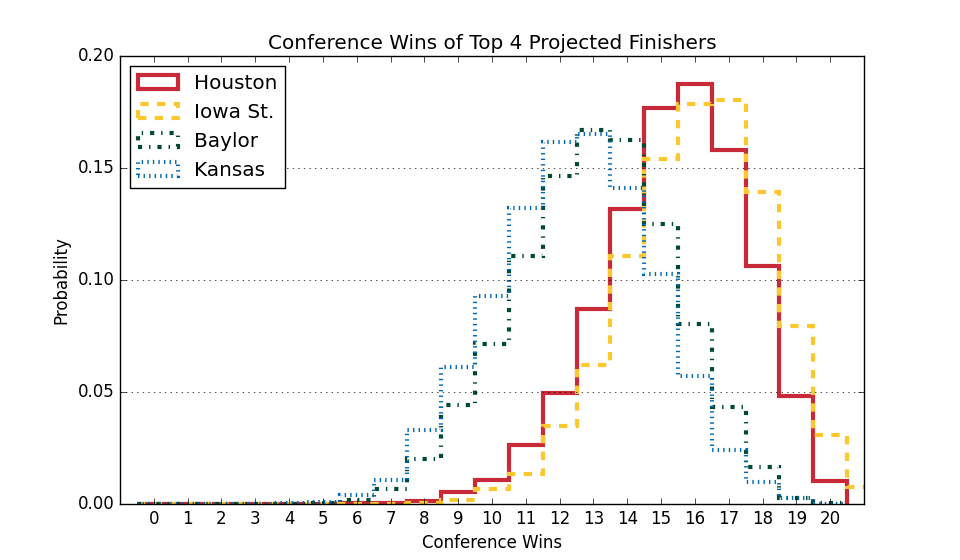 Conference Wins of Top 4 Projected Finishers
Houston
Iowa St.
Baylor
Kansas
0.20
0.15
0.10
0.05
0.00
Probability
0 1 2 3 4 5 6 7 8 9 10 11 12 13 14 15 16 17 18 19 20
Conference Wins